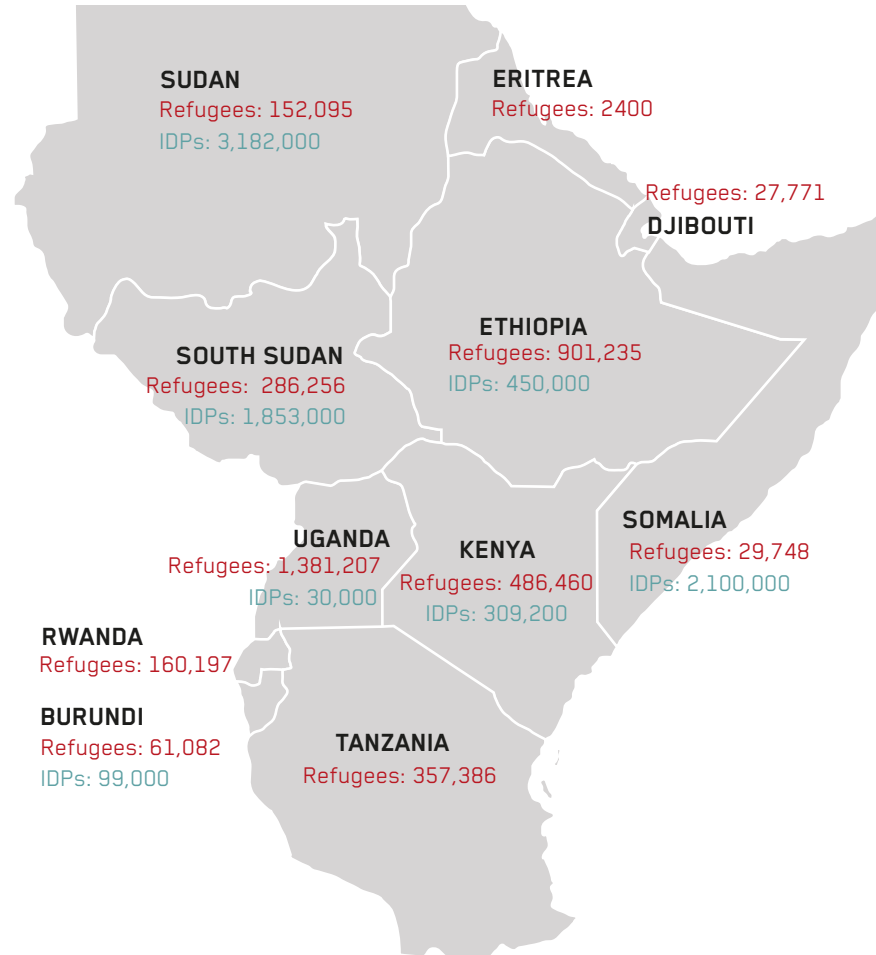 SUDAN
Refugees: 152,095
IDPs: 3,182,000
ERITREA
Refugees: 2400
Refugees: 27,771
DJIBOUTI
ETHIOPIA
Refugees: 901,235
IDPs: 450,000
SOUTH SUDAN
Refugees: 286,256
IDPs: 1,853,000
UGANDA
Refugees: 1,381,207
IDPs: 30,000
KENYA
Refugees: 486,460
IDPs: 309,200
SOMALIA
Refugees: 29,748
IDPs: 2,100,000
RWANDA
Refugees: 160,197
BURUNDI
Refugees: 61,082
IDPs: 99,000
TANZANIA
Refugees: 357,386